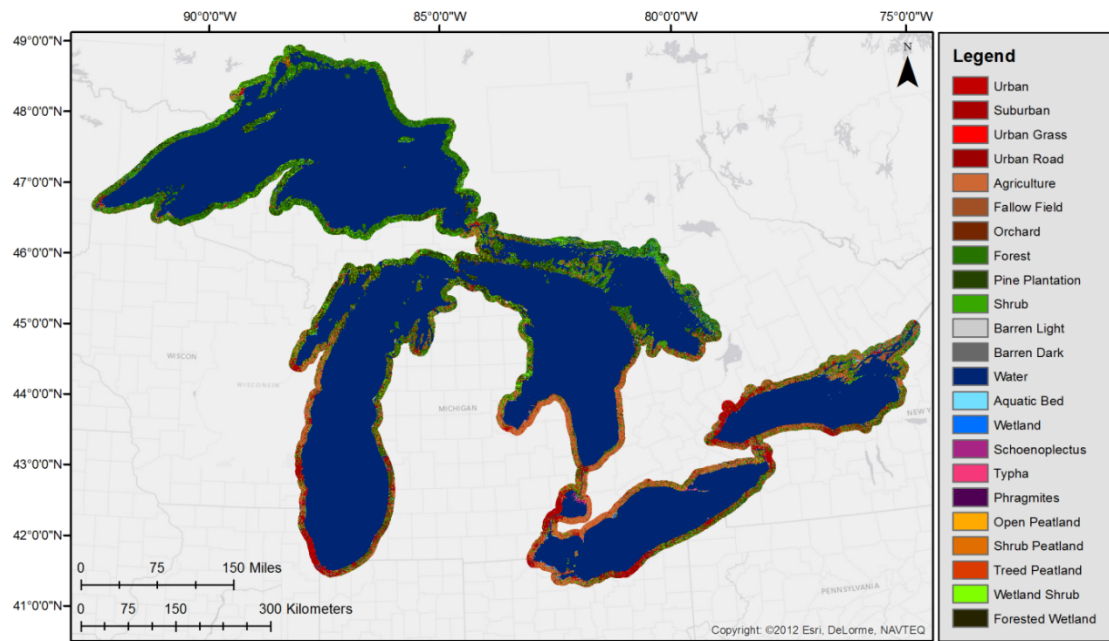 90°0'0"W 85°0'0"W 80°0'0"W 75°0'0"W
49°0'0"N
48°0'0"N
47°0'0"N
46°0'0"N
45°0'0"N
44°0'0"N
43°0'0"N
42°0'0"N
41°0'0"N
N
WISCON
WISCONSIN
MICHIGAN
NEW Y
PENNSYLVANIA
0 75 150 Miles
0 75 150 300 Kilometers
Copyright: ©2012 Esri, DeLorme, NAVTEQ
Legend
Urban
Suburban
Urban Grass
Urban Road
Agriculture
Fallow Field
Orchard
Forest
Pine Plantation
Shrub
Barren Light
Barren Dark
Water
Aquatic Bed
Wetland
Schoenoplectus
Typha
Phragmites
Open Peatland
Shrub Peatland
Treed Peatland
Wetland Shrub
Forested Wetland